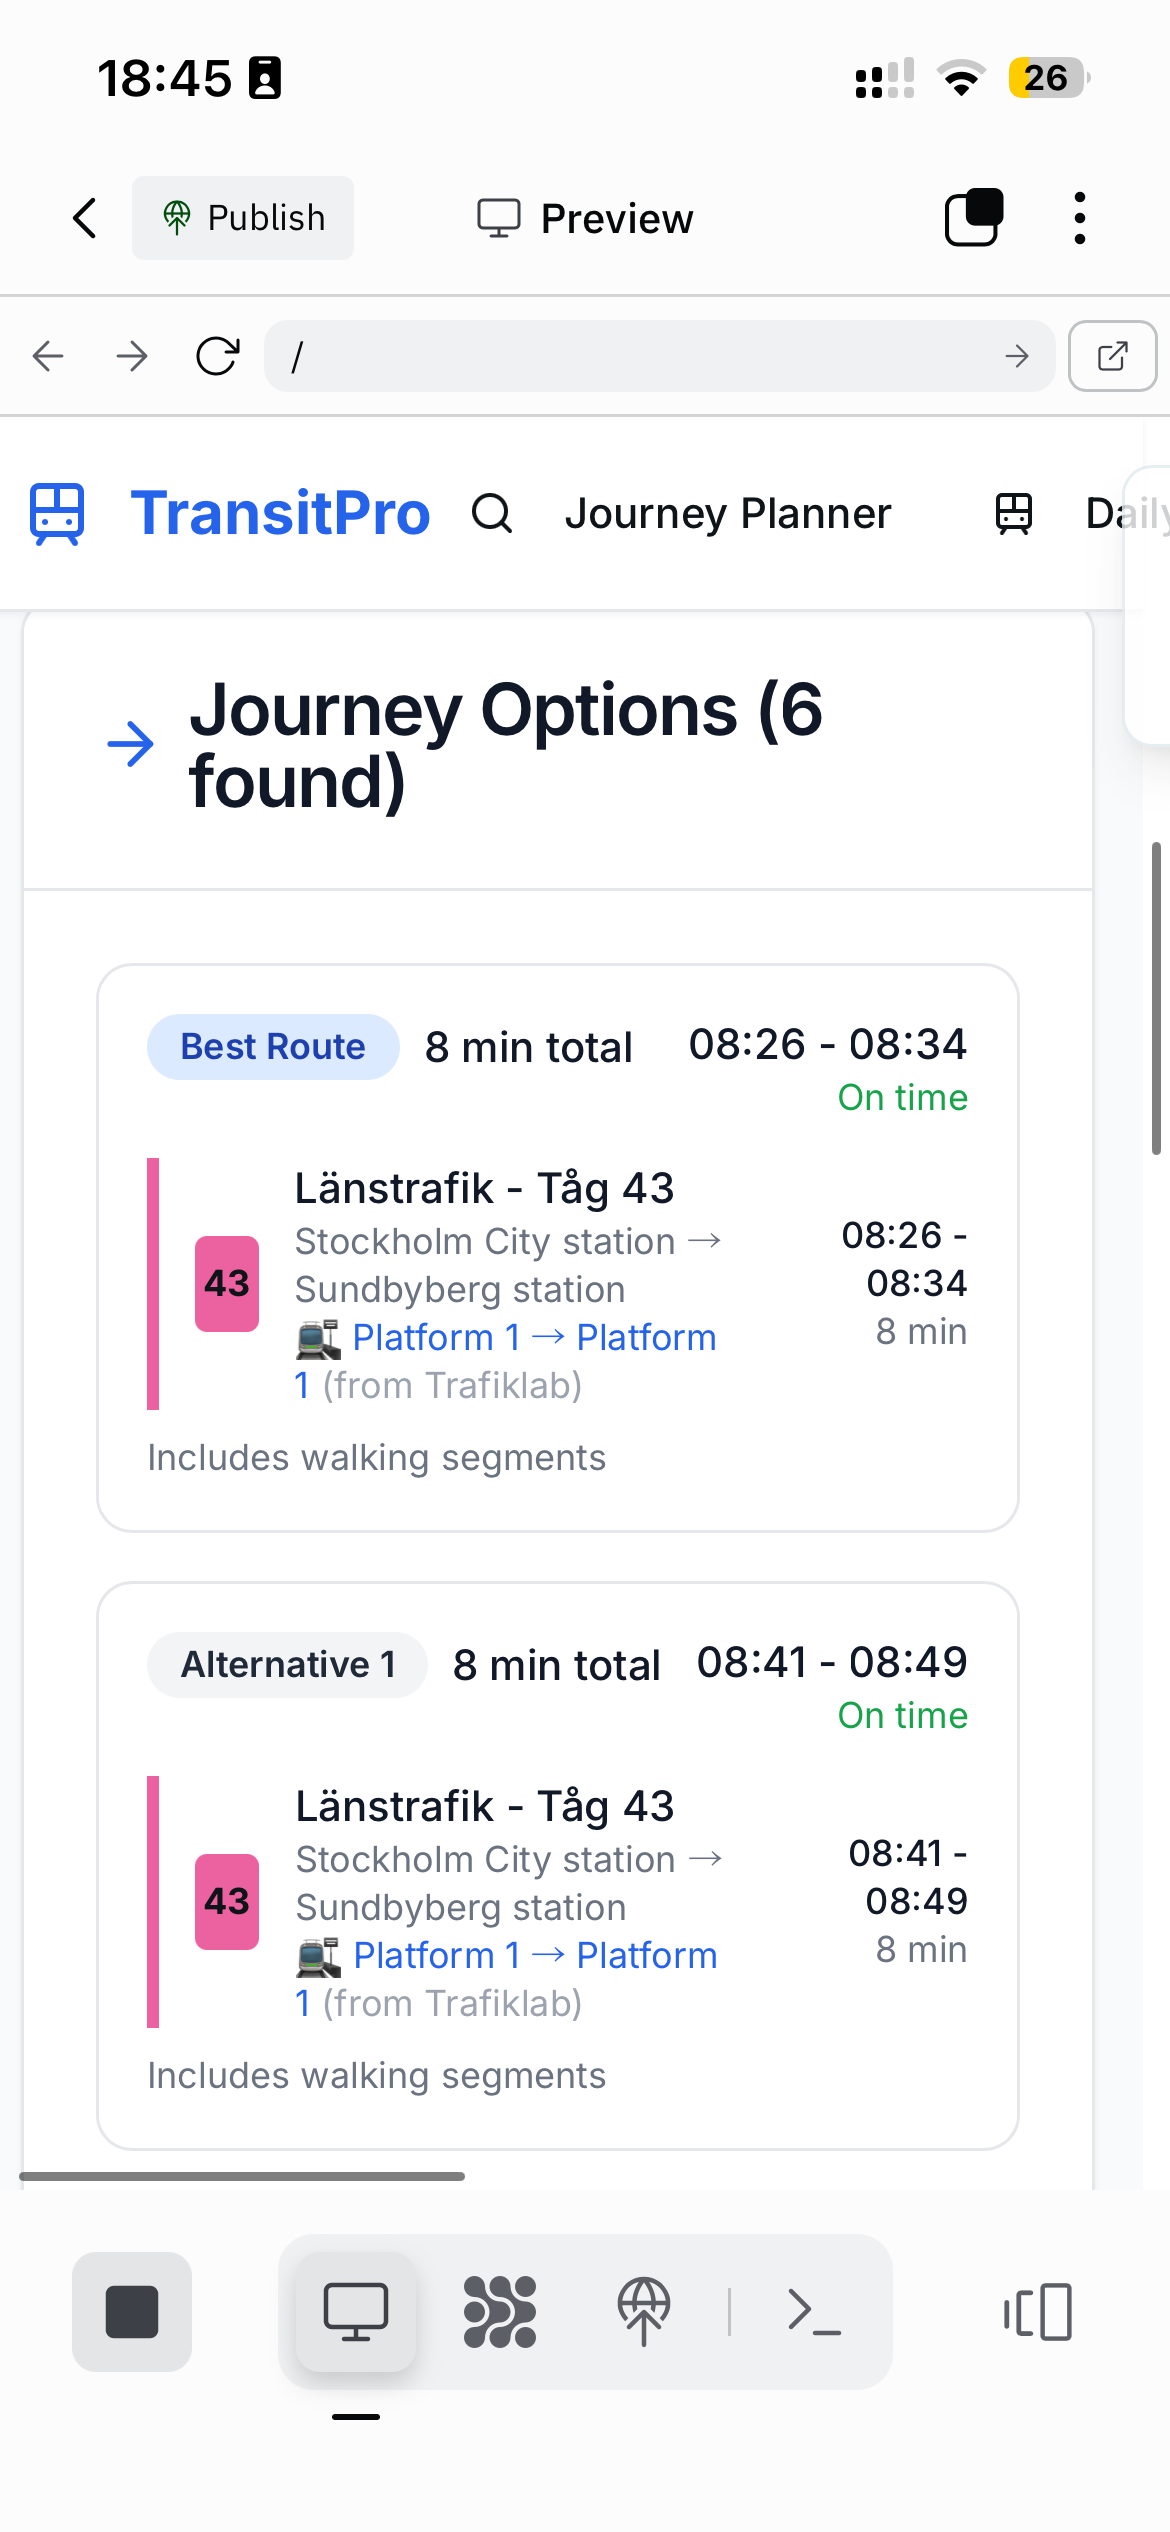 18:45
26
Publish
Preview
/
TransitPro
Journey Planner
Daily
Journey Options (6
found)
Best Route
8 min total
08:26 - 08:34
On time
43
Länstrafik - Tåg 43
Stockholm City station →
Sundbyberg station
Platform 1 → Platform
1 (from Trafiklab)
08:26 -
08:34
8 min
Includes walking segments
Alternative 1
8 min total
08:41 - 08:49
On time
43
Länstrafik - Tåg 43
Stockholm City station →
Sundbyberg station
Platform 1 → Platform
1 (from Trafiklab)
08:41 -
08:49
8 min
Includes walking segments